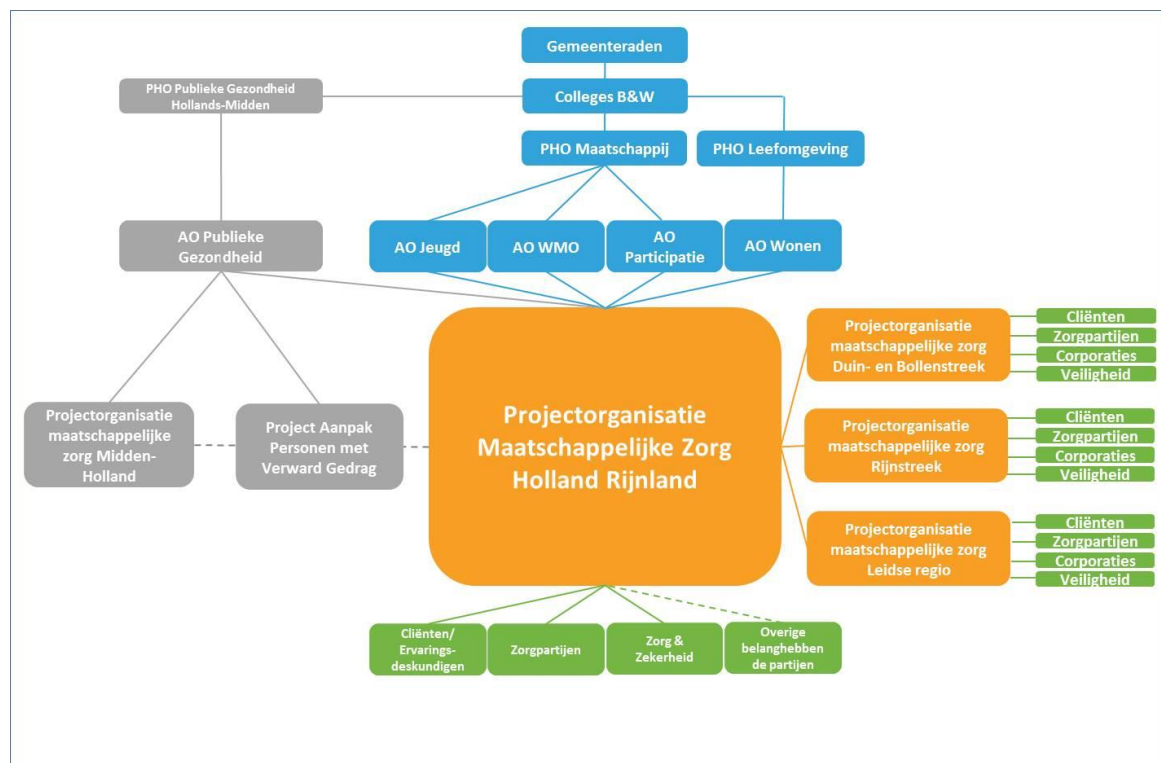 Gemeenteraden
PHO Publieke Gezondheid
Hollands-Midden
Colleges B&W
PHO Maatschappij
PHO Leefomgeving
AO Publieke
Gezondheid
AO Jeugd
AO WMO
AO
Participatie
AO Wonen
Projectorganisatie
Maatschappelijke Zorg
Holland Rijnland
Projectorganisatie
maatschappelijke zorg
Duin- en Bollenstreek
Cliënten
Zorgpartijen
Corporaties
Veiligheid
Projectorganisatie
maatschappelijke
zorg Midden-
Holland
Project Aanpak
Personen met
Verward Gedrag
Projectorganisatie
maatschappelijke zorg
Rijnstreek
Cliënten
Zorgpartijen
Corporaties
Veiligheid
Projectorganisatie
maatschappelijke zorg
Leidse regio
Cliënten
Zorgpartijen
Corporaties
Veiligheid
Cliënten/
Ervarings-
deskundigen
Zorgpartijen
Zorg &
Zekerheid
Overige
belanghebben
de partijen